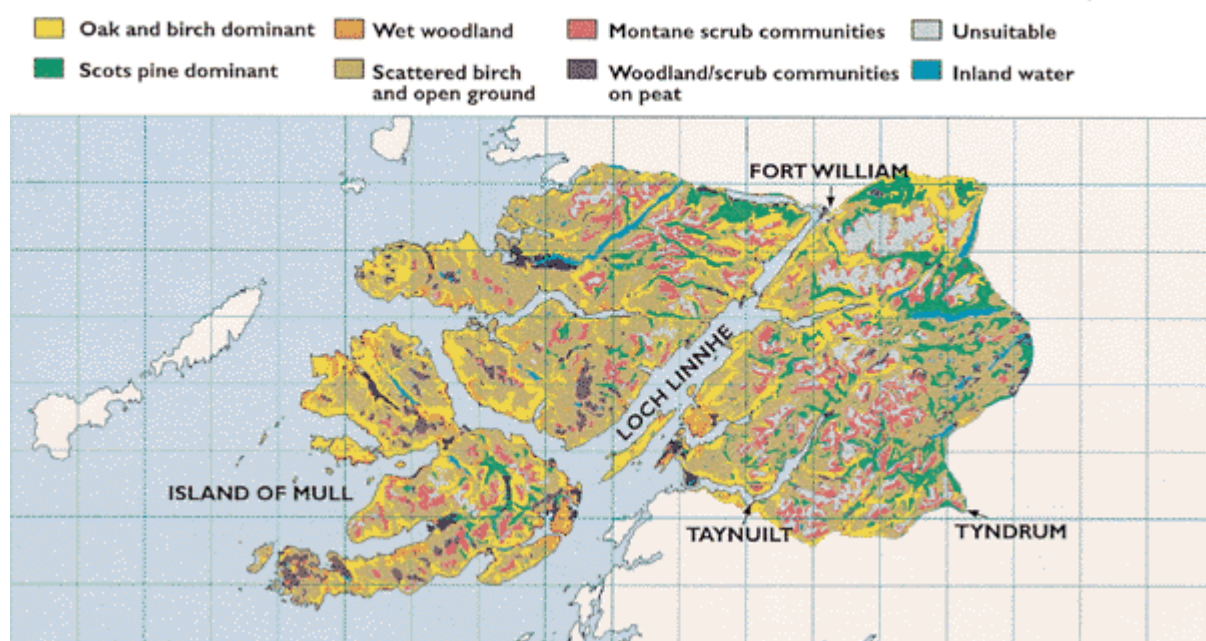 Oak and birch dominant
Wet woodland
Montane scrub communities
Unsuitable
Scots pine dominant
Scattered birch
and open ground
Woodland/scrub communities
on peat
Inland water
FORT WILLIAM
LOCH LINNHE
ISLAND OF MULL
TAYNUILT
TYNDRUM